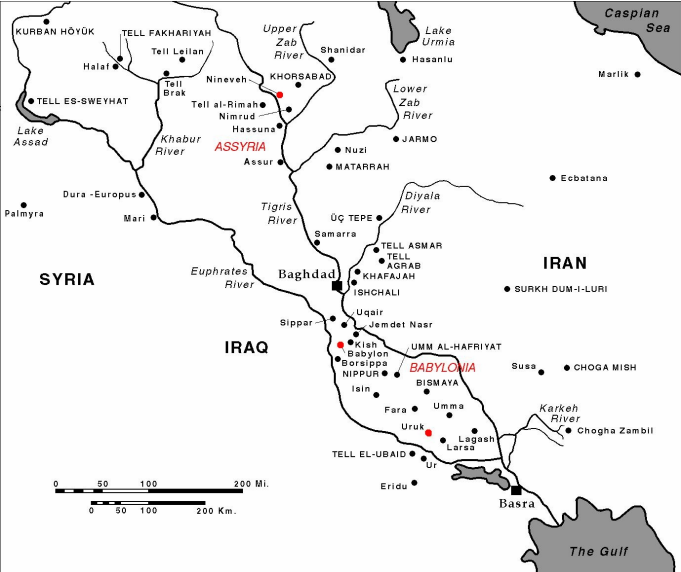 Caspian
Sea
KURBAN HÖYÜK
TELL FAKHARIYAH
Tell Leilan
Halaf
Tell
Brak
Upper
Zab
River
Shanidar
Lake
Urmia
Hasanlu
Marlik
Nineveh
KHORSABAD
TELL ES-SWEYHAT
Tell al-Rimah
Nimrud
Hassuna
Lower
Zab
River
Lake
Assad
Khabur
River
ASSYRIA
JARMO
Nuzi
Assur
MATARRAH
Ecbatana
Dura -Europus
Palmyra
Mari
Tigris
River
Diyala
River
ÜÇ TEPE
Samarra
TELL ASMAR
TELL
AGRAB
KHAFAJAH
ISHCHALI
Euphrates
River
Baghdad
SYRIA
IRAN
SURKH DUM-I-LURI
IRAQ
Uqair
Sippar
Jemdet Nasr
Kish
Babylon
UMM AL-HAFRIYAT
Borsippa
BABYLONIA
NIPPUR
BISMAYA
Susa
CHOGA MISH
Isin
Fara
Umma
Karkeh
River
Uruk
Lagash
Larsa
Chogha Zambil
TELL EL-UBAID
Ur
Eridu
Basra
The Gulf
0 50 100 200 Mi.
0 50 100 200 Km.